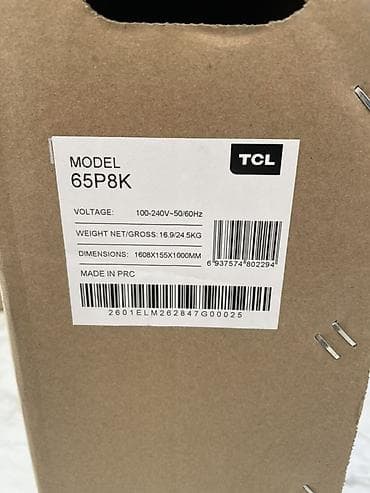 TCL
MODEL
65P8K
VOLTAGE: 100-240V~50/60Hz
WEIGHT NET/GROSS: 16.9/24.5KG
DIMENSIONS: 1608X155X1000MM
6 937574 802294
MADE IN PRC
2601ELM262847G00025